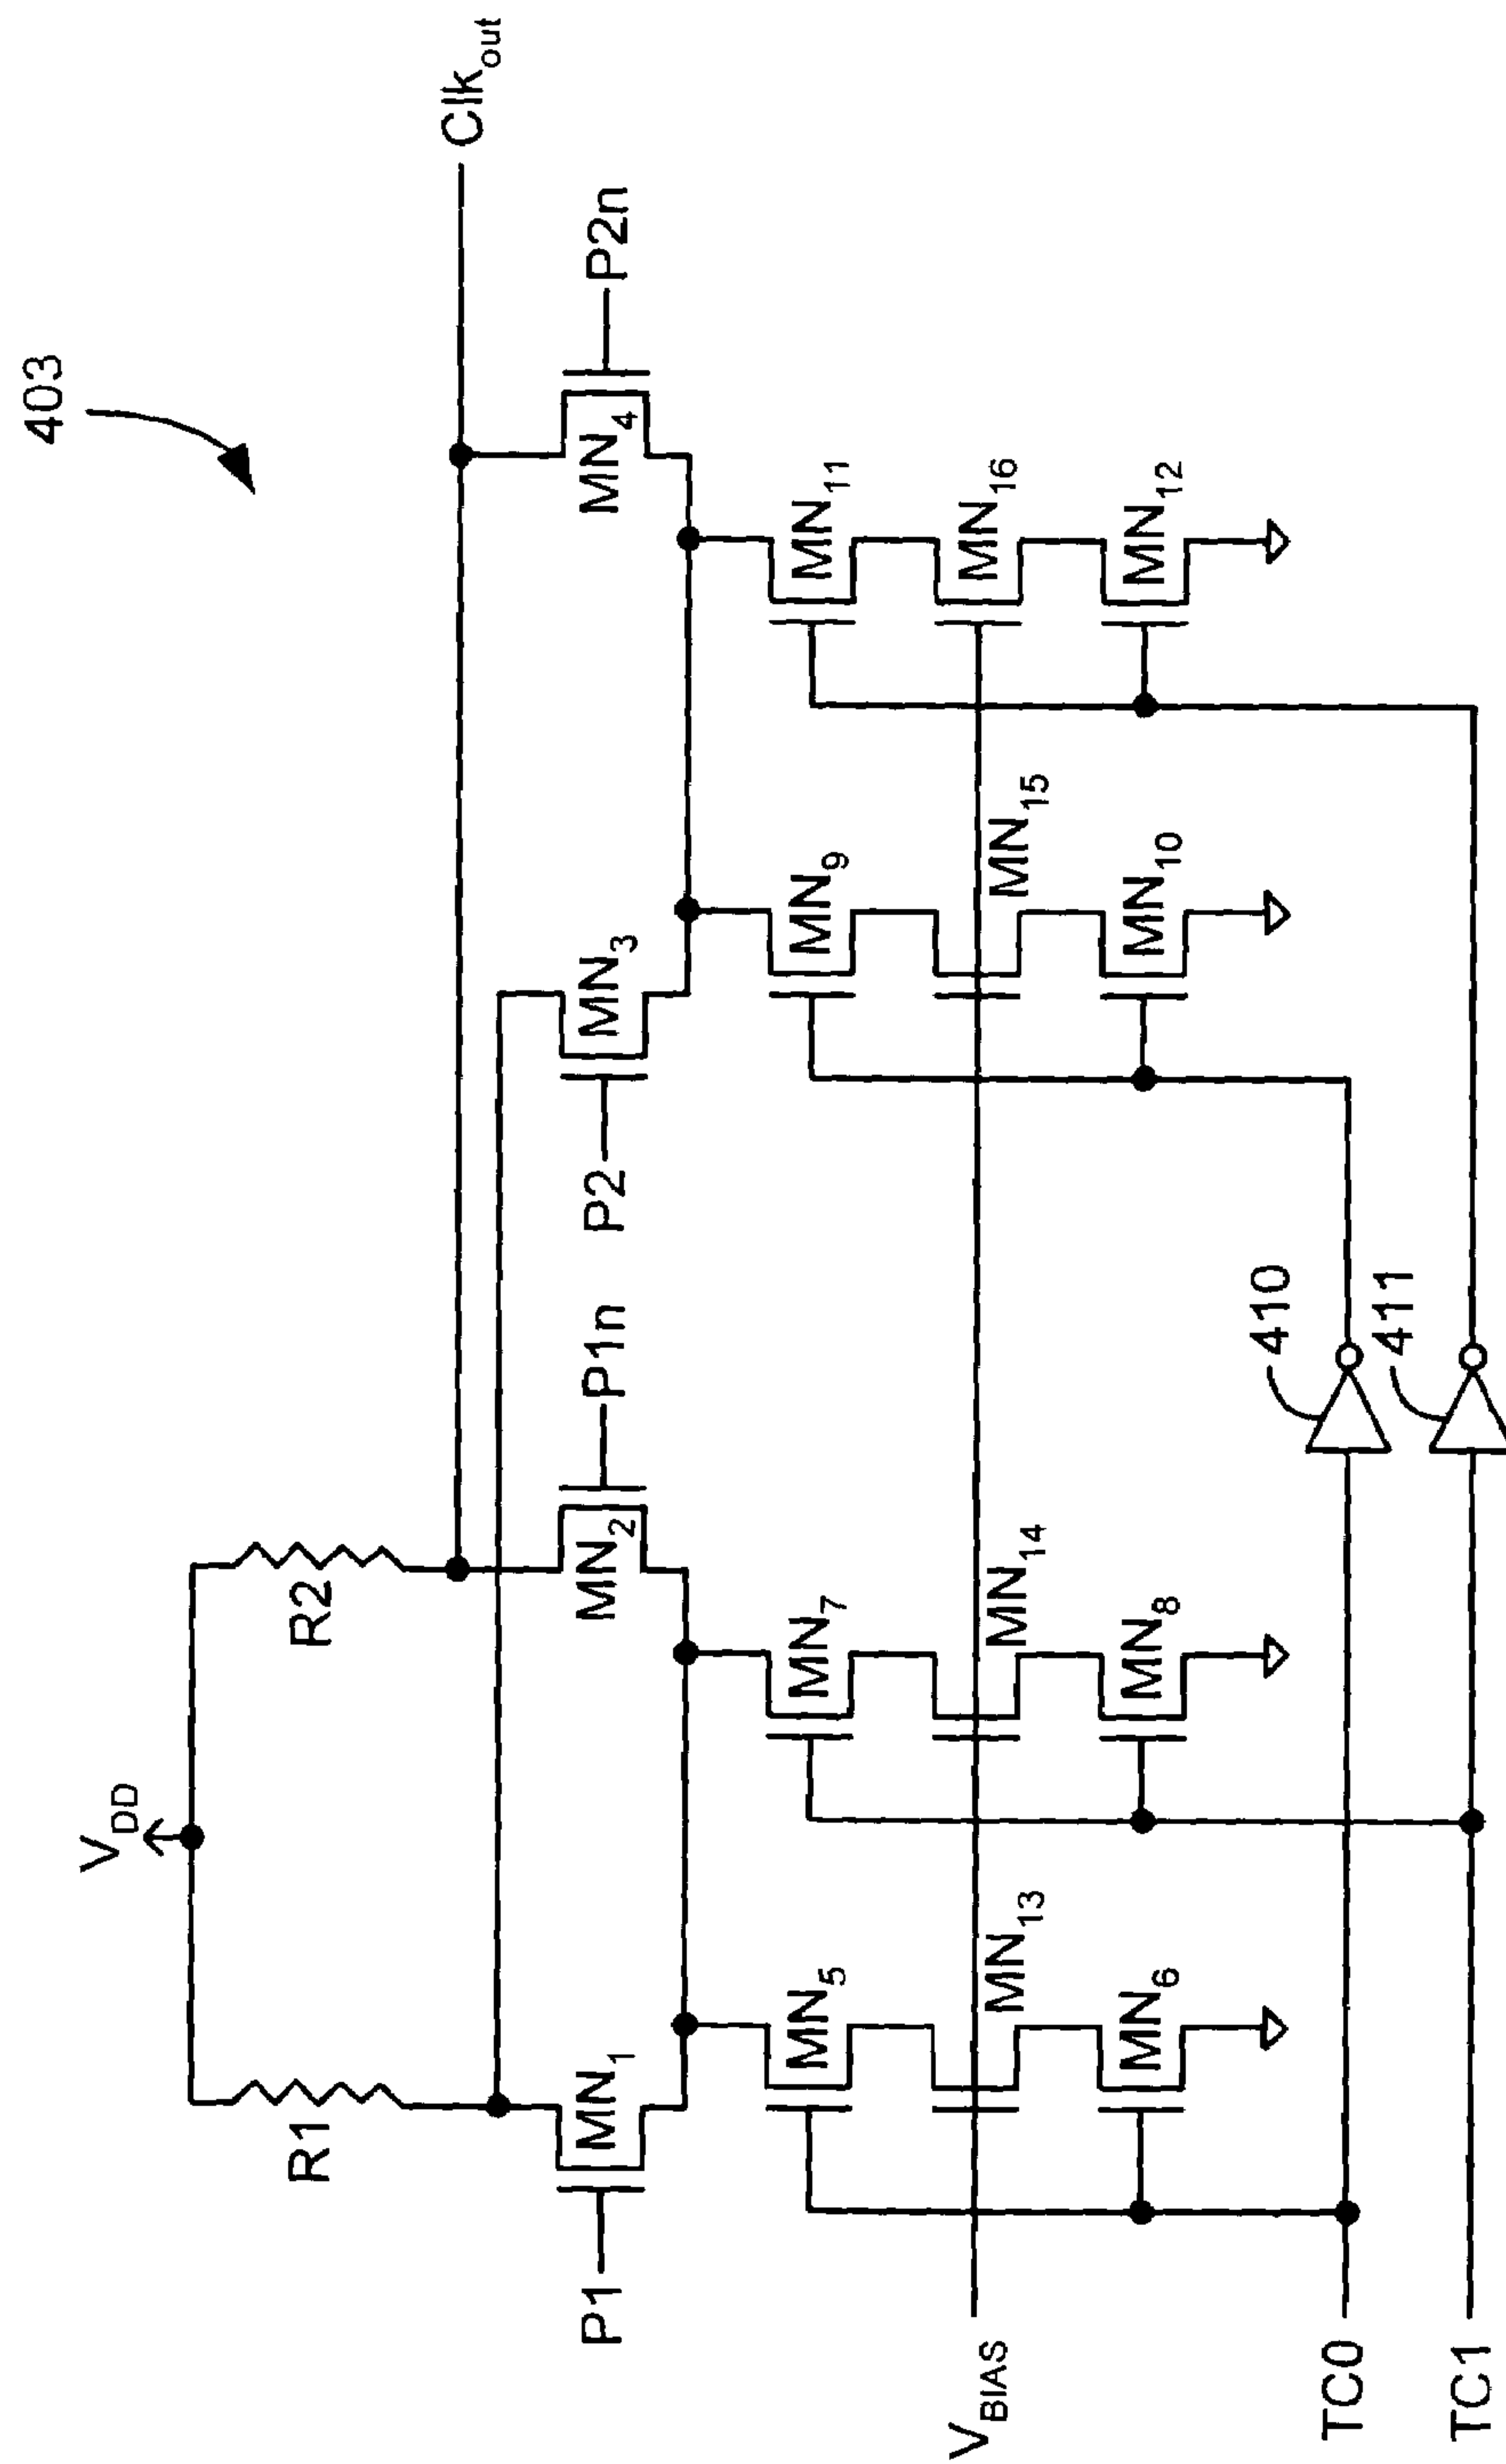 403
V_DD
R1
R2
Clk_out
P1
MN_1
MN_2
P1n
P2
MN_3
MN_4
P2n
MN_5
MN_7
MN_9
MN_11
V_BIAS
MN_13
MN_14
MN_15
MN_16
MN_6
MN_8
MN_10
MN_12
TC0
410
TC1
411